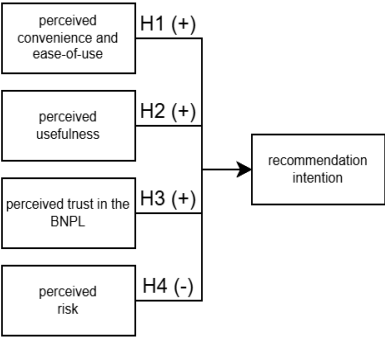 perceived
convenience and
ease-of-use
H1 (+)
perceived
usefulness
H2 (+)
perceived trust in the
BNPL
H3 (+)
perceived
risk
H4 (-)
recommendation
intention